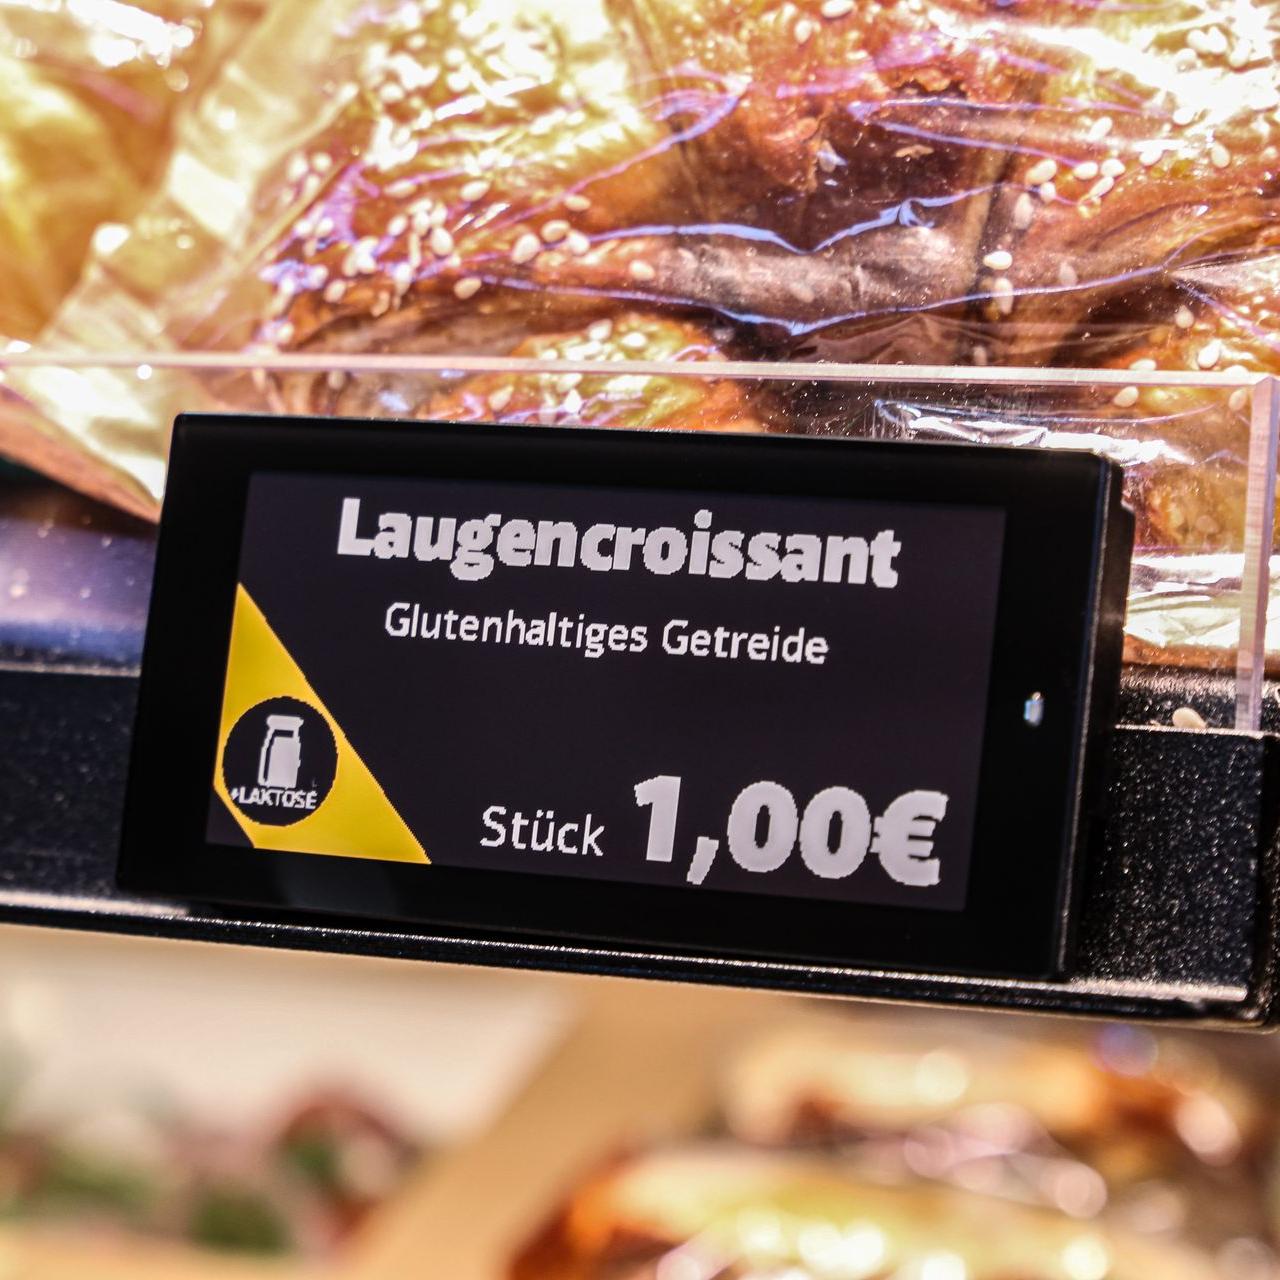 Laugencroissant
Glutenhaltiges Getreide
+LAKTOSE
Stück 1,00€